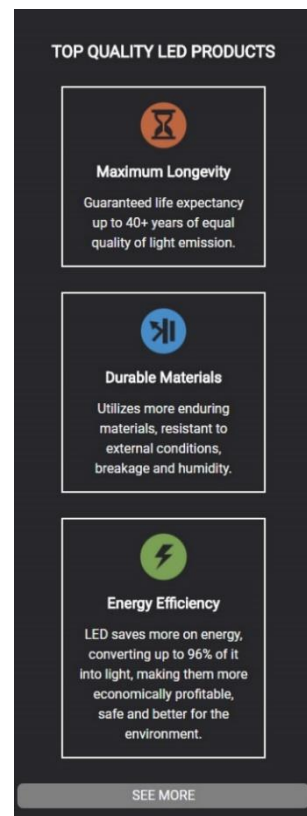 TOP QUALITY LED PRODUCTS
Maximum Longevity
Guaranteed life expectancy
up to 40+ years of equal
quality of light emission.
Durable Materials
Utilizes more enduring
materials, resistant to
external conditions,
breakage and humidity.
Energy Efficiency
LED saves more on energy,
converting up to 96% of it
into light, making them more
economically profitable,
safe and better for the
environment.
SEE MORE